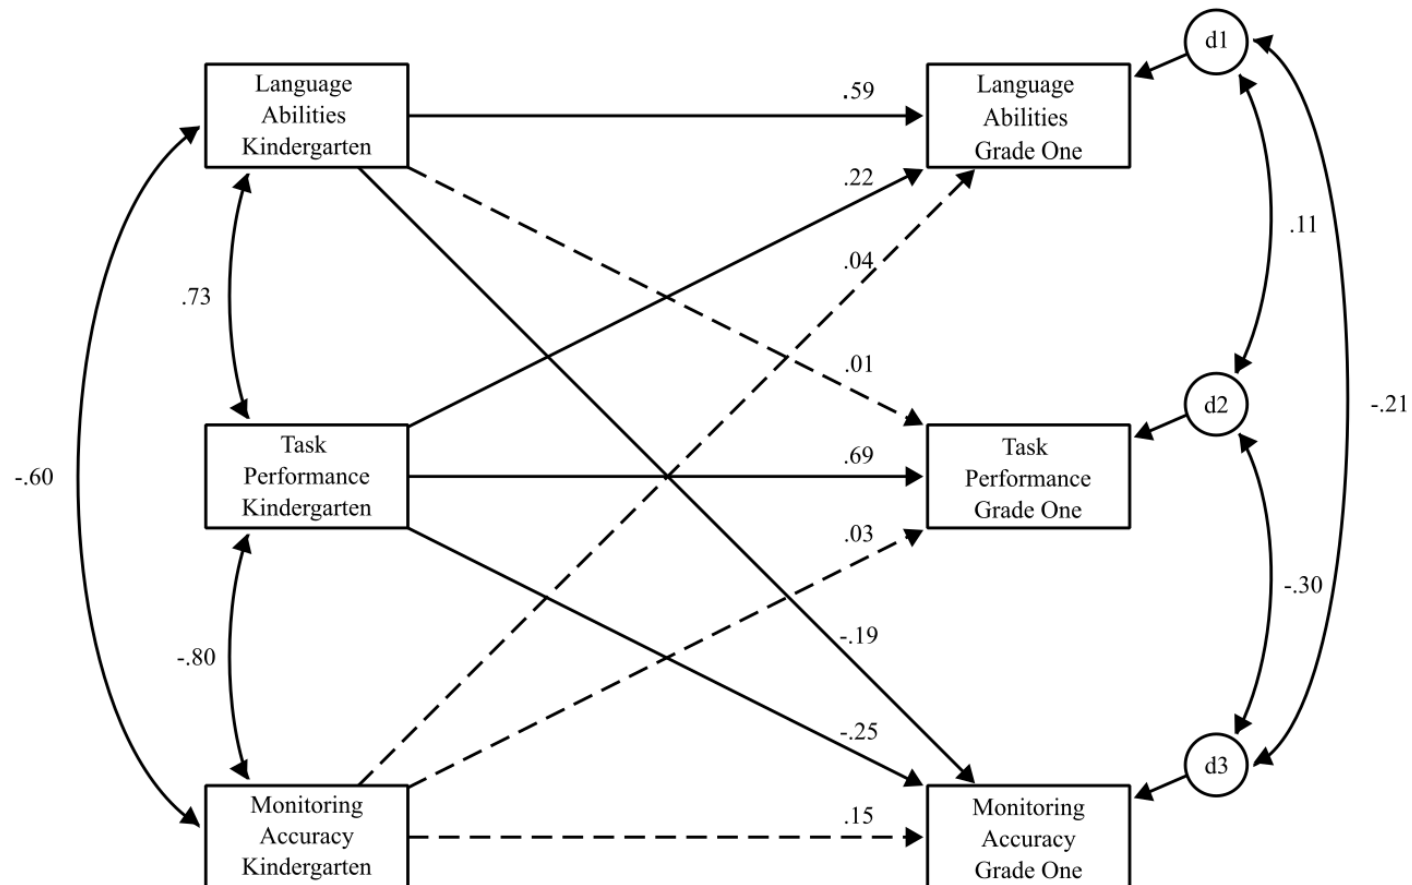 d1
Language
Abilities
Kindergarten
.59
Language
Abilities
Grade One
.22
.11
.04
.73
.01
d2
-.21
Task
Performance
Kindergarten
.69
Task
Performance
Grade One
-.60
.03
-.30
-.19
-.80
-.25
d3
Monitoring
Accuracy
Kindergarten
.15
Monitoring
Accuracy
Grade One